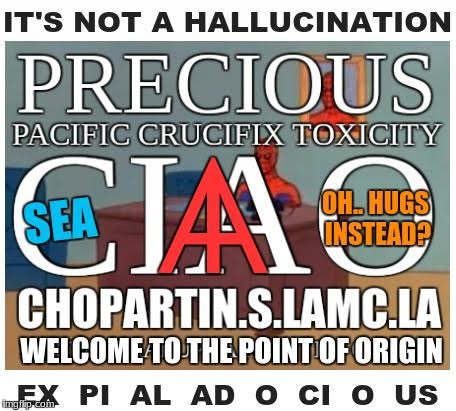 IT'S NOT A HALLUCINATION
PRECIOUS
PACIFIC CRUCIFIX TOXICITY
CIAO
SEA
OH.. HUGS
INSTEAD?
CHOPARTIN.S.LAMC.LA
WELCOME TO THE POINT OF ORIGIN
EX PI AL AD O CI O US
imgflip.com